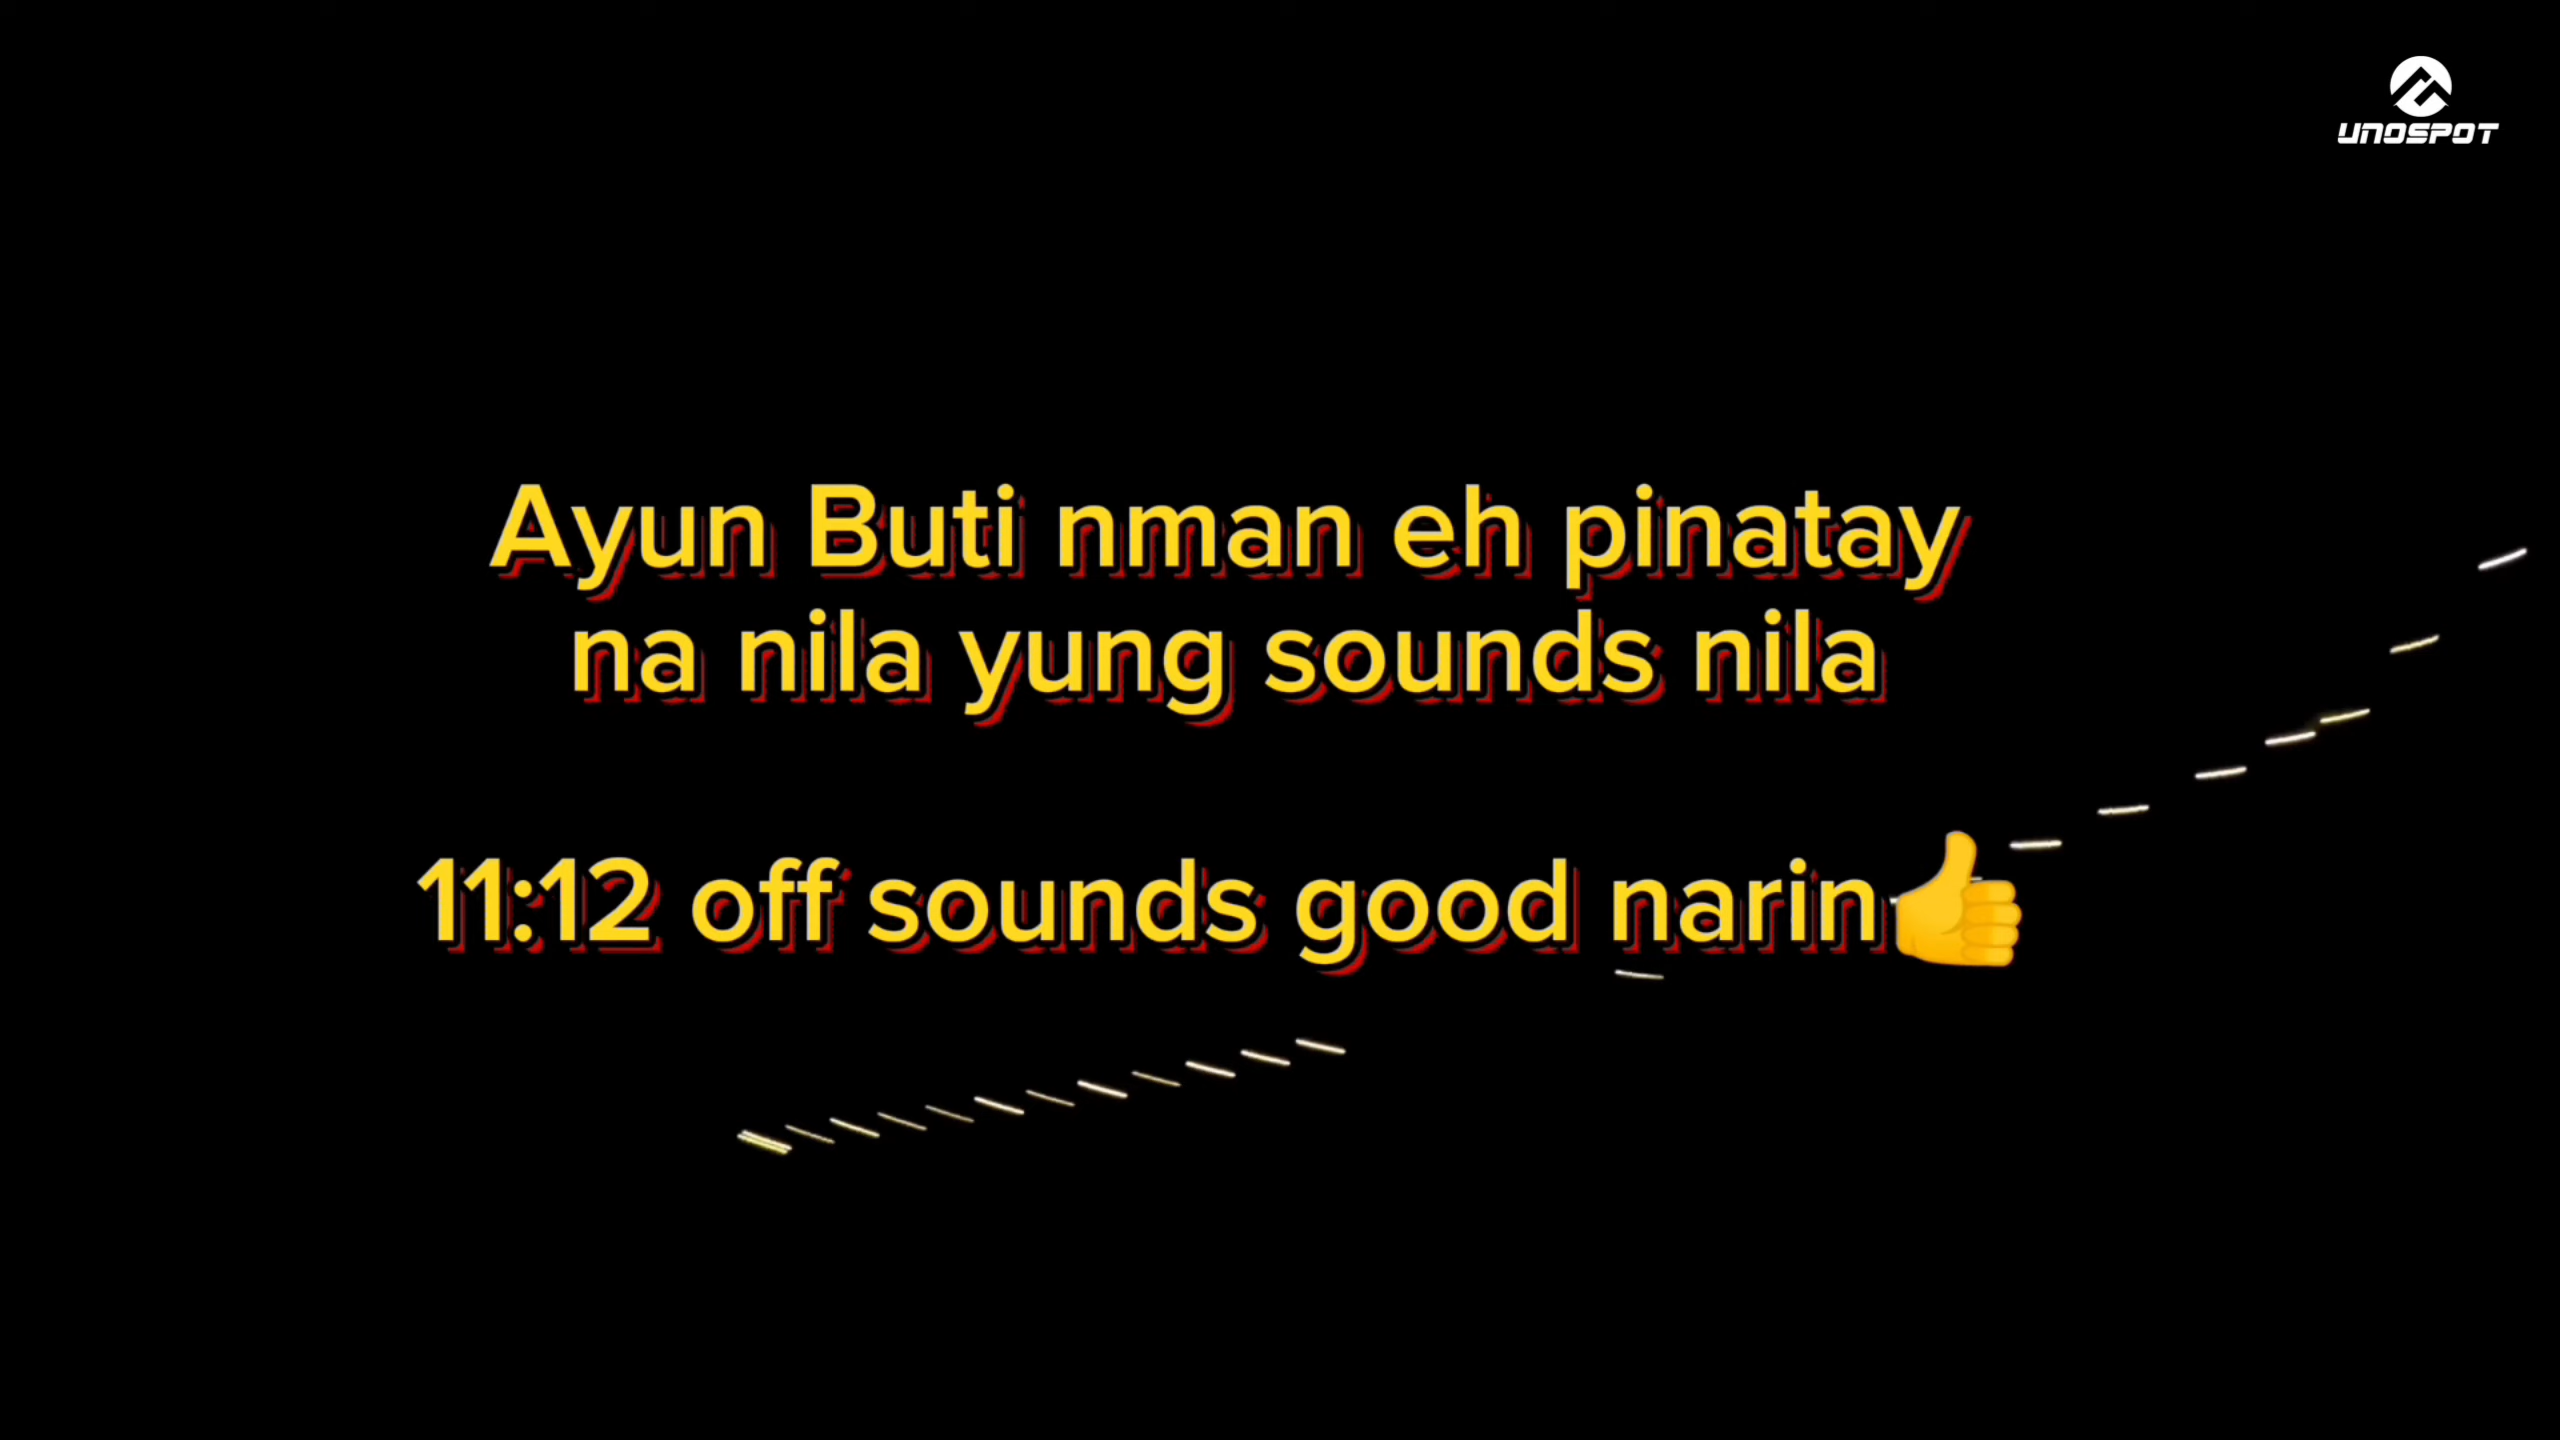 UNOSPOT
Ayun Buti nman eh pinatay
na nila yung sounds nila
11:12 off sounds good narin👍